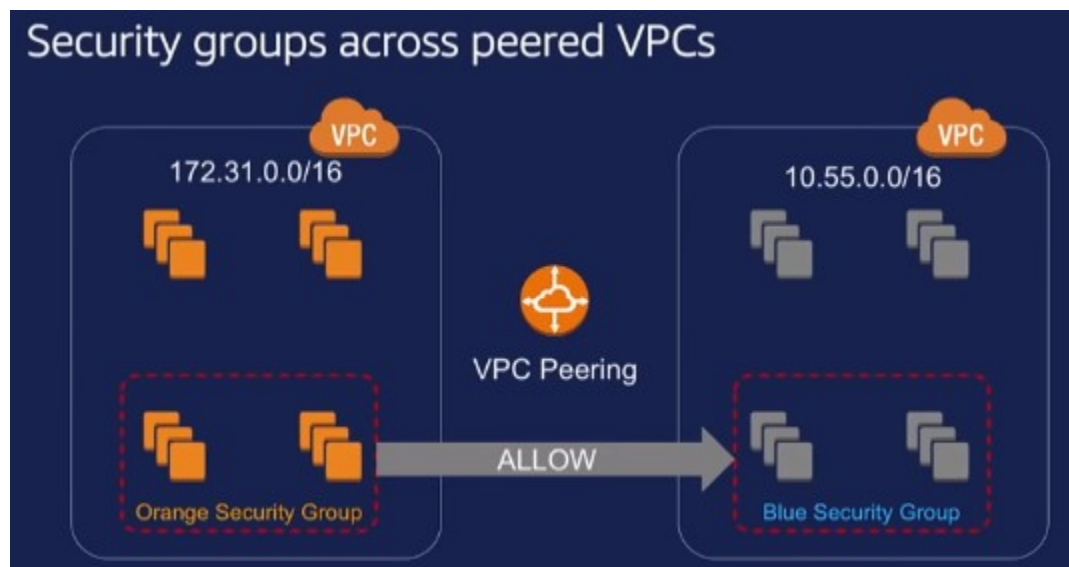 Security groups across peered VPCs
VPC
172.31.0.0/16
VPC
10.55.0.0/16
VPC Peering
ALLOW
Orange Security Group
Blue Security Group